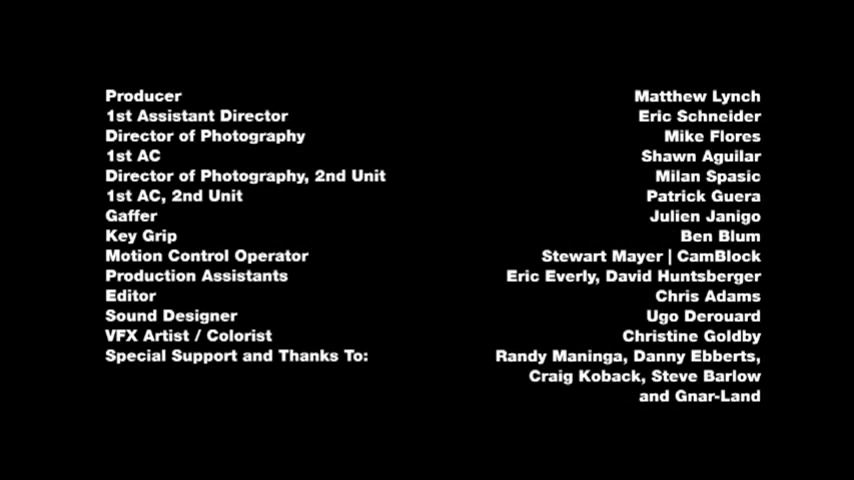 Producer Matthew Lynch
1st Assistant Director Eric Schneider
Director of Photography Mike Flores
1st AC Shawn Aguilar
Director of Photography, 2nd Unit Milan Spasic
1st AC, 2nd Unit Patrick Guera
Gaffer Julien Janigo
Key Grip Ben Blum
Motion Control Operator Stewart Mayer | CamBlock
Production Assistants Eric Everly, David Huntsberger
Editor Chris Adams
Sound Designer Ugo Derouard
VFX Artist / Colorist Christine Goldby
Special Support and Thanks To: Randy Maninga, Danny Ebberts,
Craig Koback, Steve Barlow
and Gnar-Land